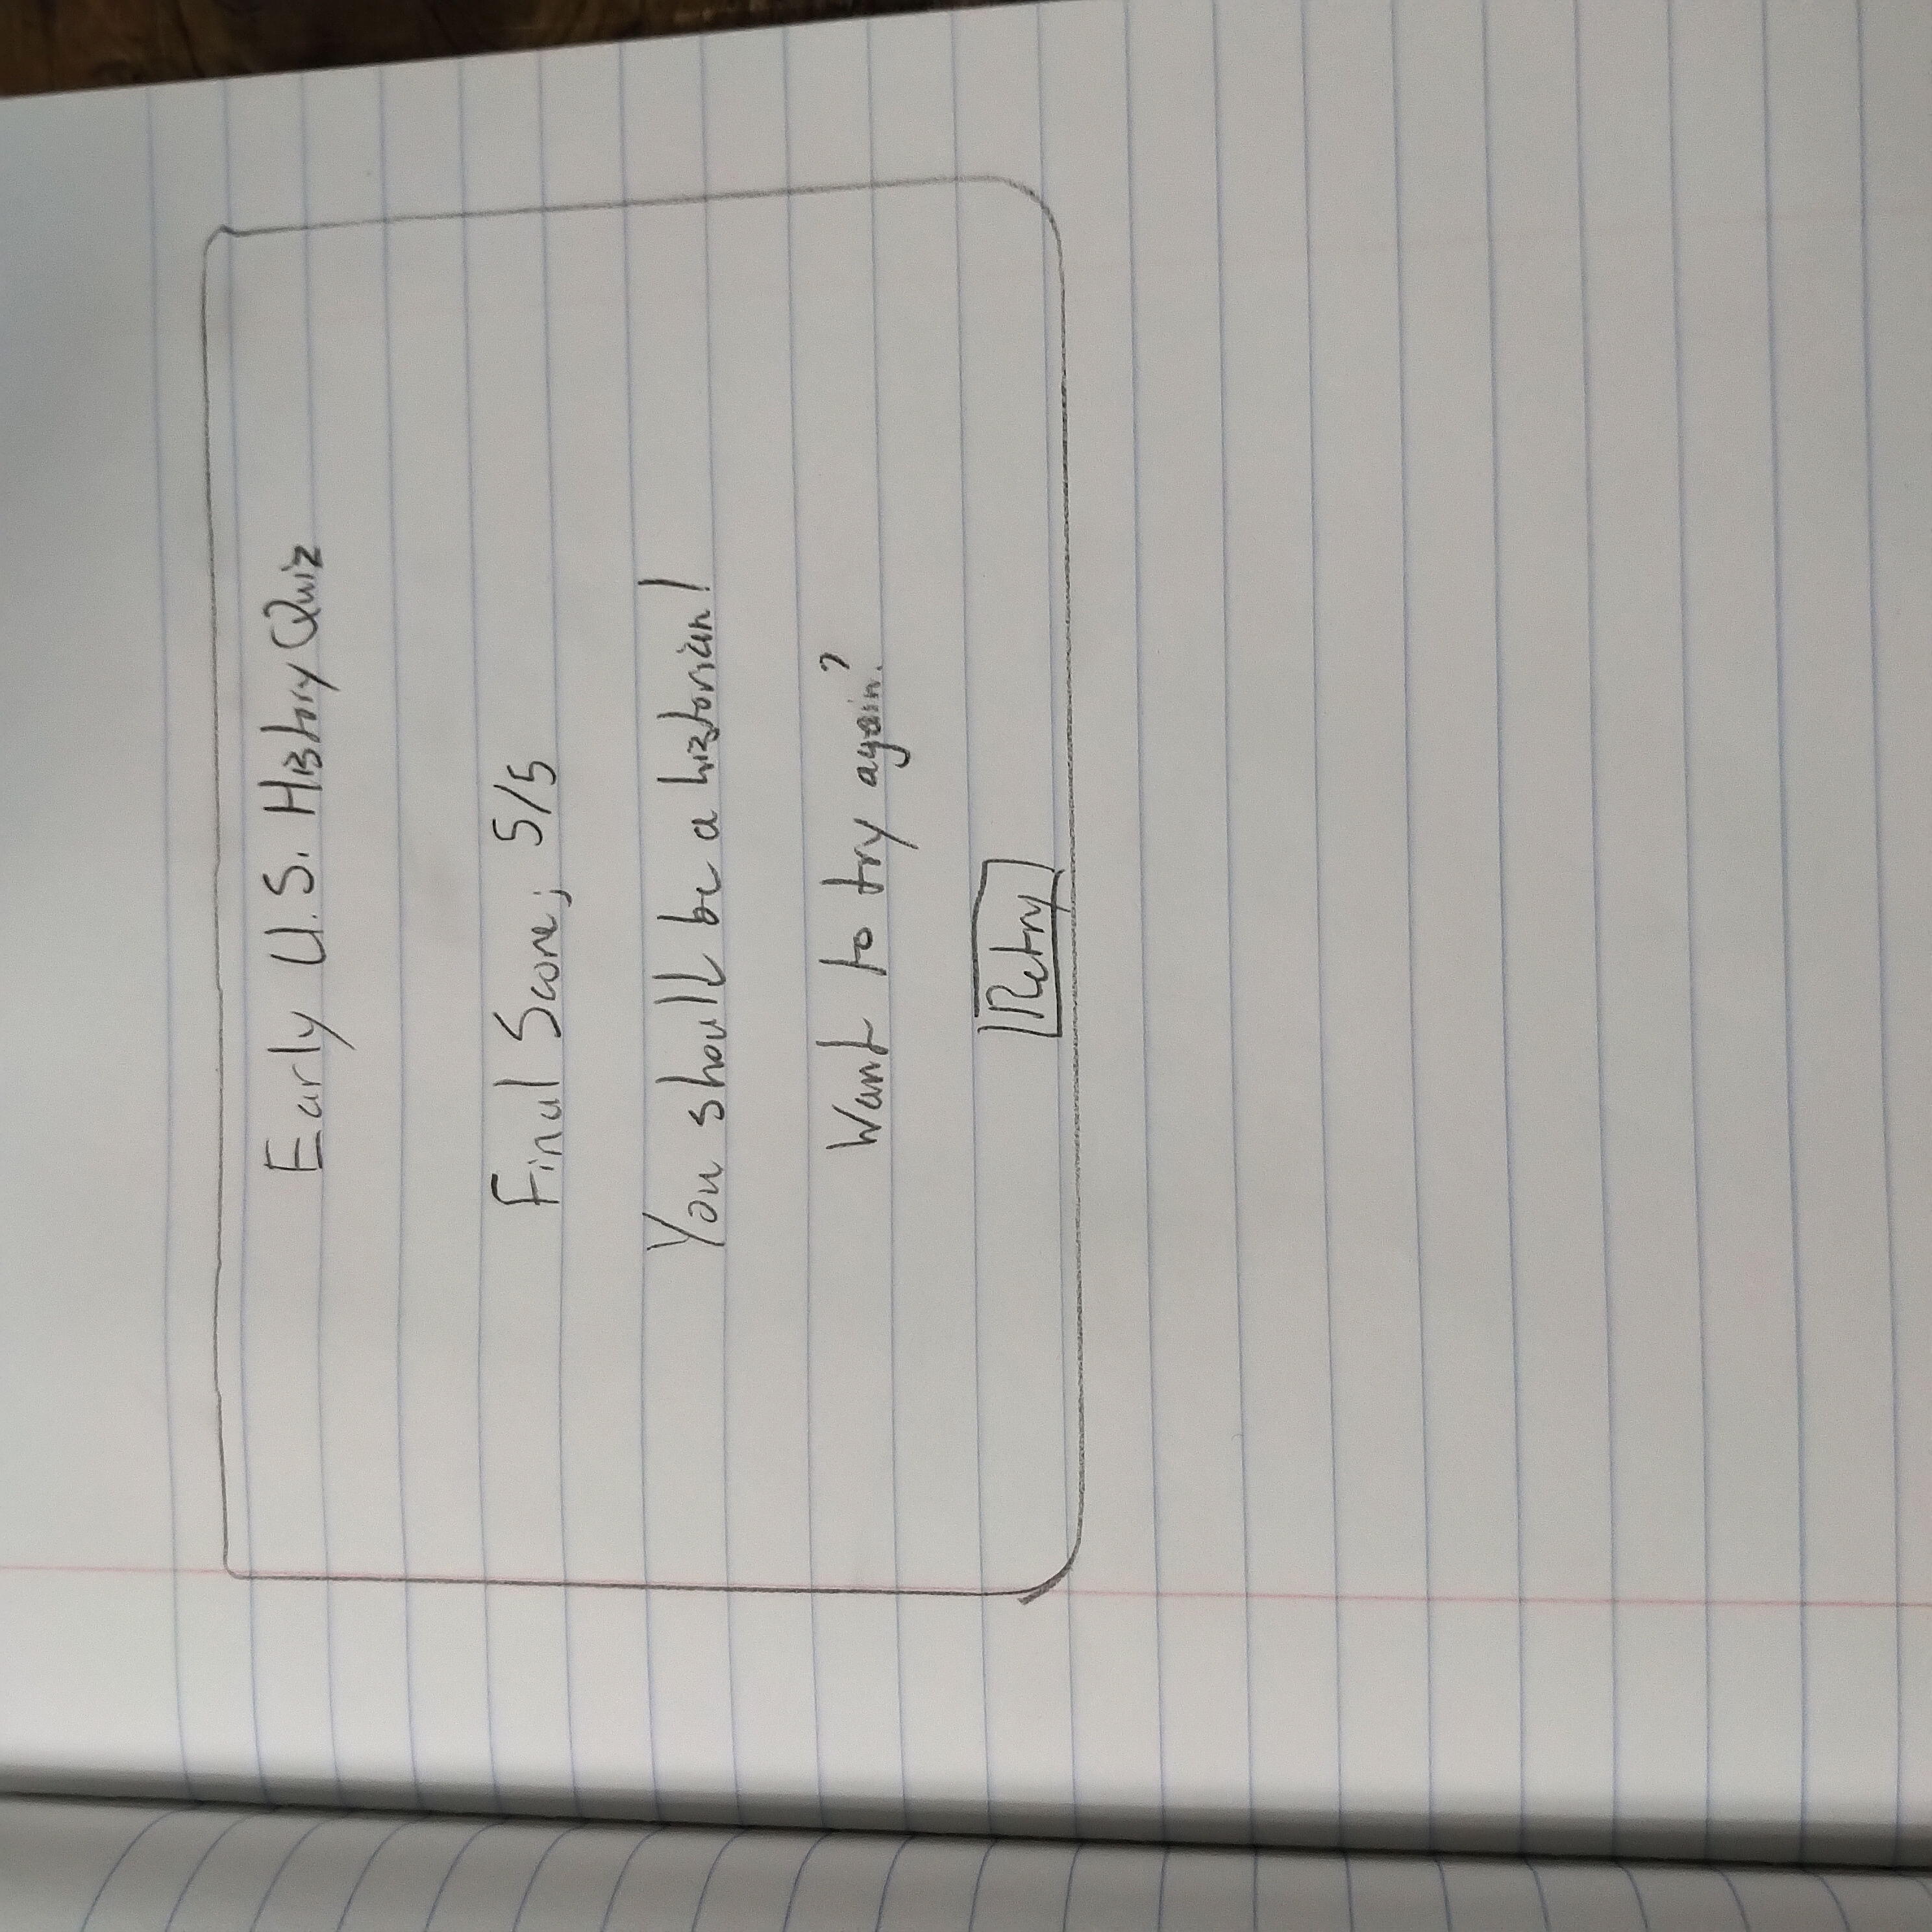 Early U.S. History Quiz
Final Score; 5/5
You should be a historian!
Want to try again?
Retry